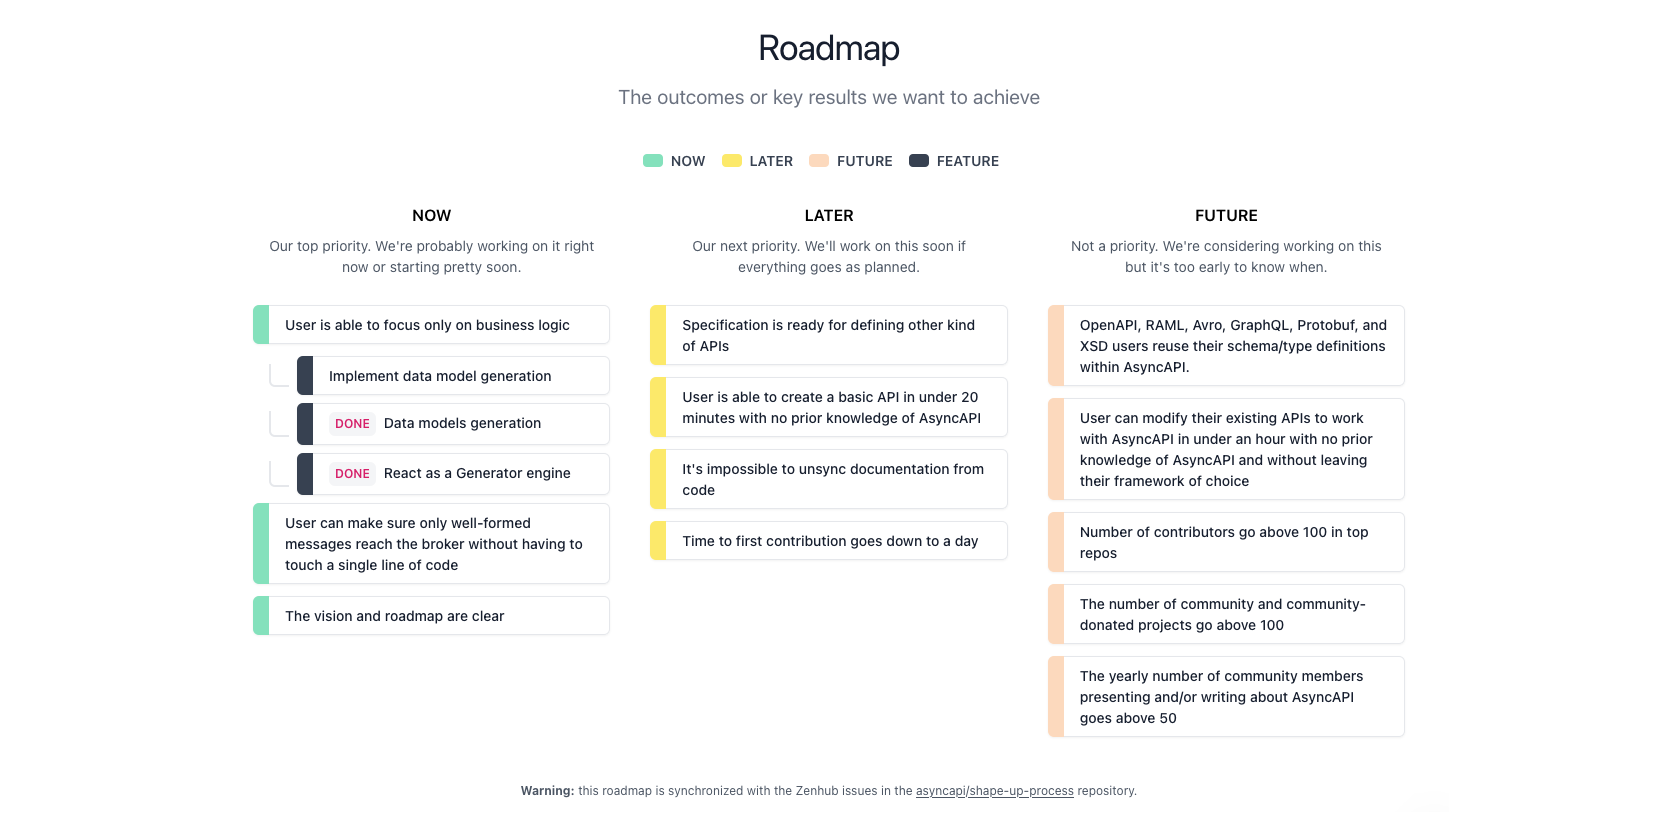 Roadmap
The outcomes or key results we want to achieve
NOW
LATER
FUTURE
FEATURE
NOW
Our top priority. We're probably working on it right
now or starting pretty soon.
User is able to focus only on business logic
Implement data model generation
DONE Data models generation
DONE React as a Generator engine
User can make sure only well-formed
messages reach the broker without having to
touch a single line of code
The vision and roadmap are clear
LATER
Our next priority. We'll work on this soon if
everything goes as planned.
Specification is ready for defining other kind
of APIs
User is able to create a basic API in under 20
minutes with no prior knowledge of AsyncAPI
It's impossible to unsync documentation from
code
Time to first contribution goes down to a day
FUTURE
Not a priority. We're considering working on this
but it's too early to know when.
OpenAPI, RAML, Avro, GraphQL, Protobuf, and
XSD users reuse their schema/type definitions
within AsyncAPI.
User can modify their existing APIs to work
with AsyncAPI in under an hour with no prior
knowledge of AsyncAPI and without leaving
their framework of choice
Number of contributors go above 100 in top
repos
The number of community and community-
donated projects go above 100
The yearly number of community members
presenting and/or writing about AsyncAPI
goes above 50
Warning: this roadmap is synchronized with the Zenhub issues in the asyncapi/shape-up-process repository.